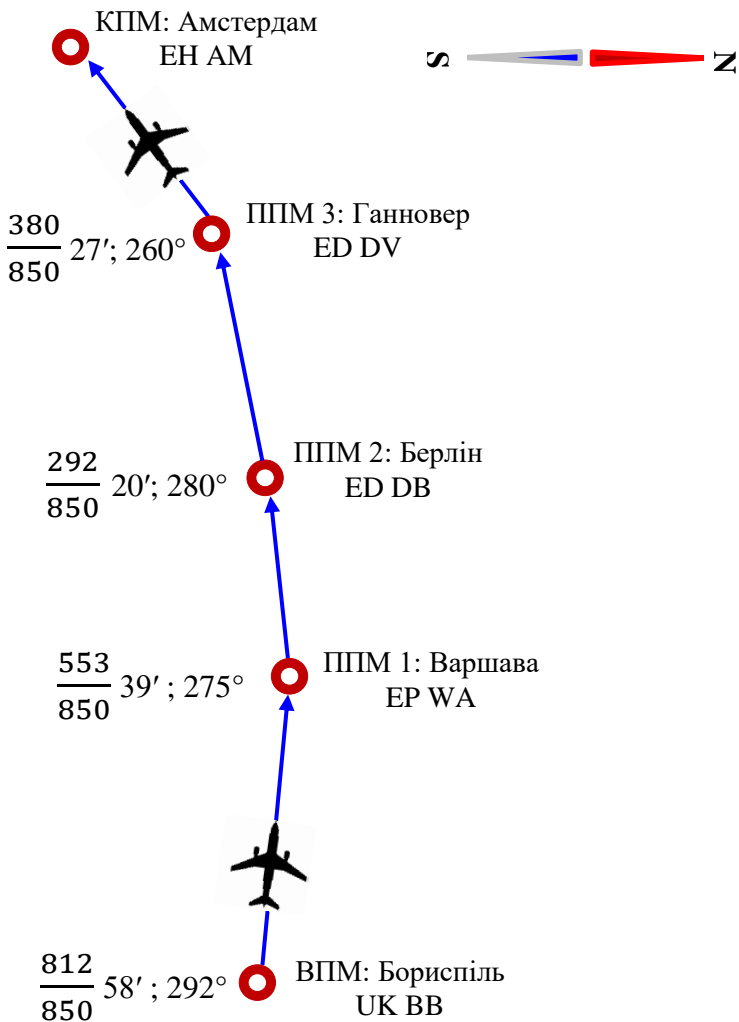 КПМ: Амстердам
EH AM
S
N
ППМ 3: Ганновер
ED DV
380
850
27′; 260°
ППМ 2: Берлін
ED DB
292
850
20′; 280°
ППМ 1: Варшава
EP WA
553
850
39′ ; 275°
ВПМ: Бориспіль
UK BB
812
850
58′ ; 292°